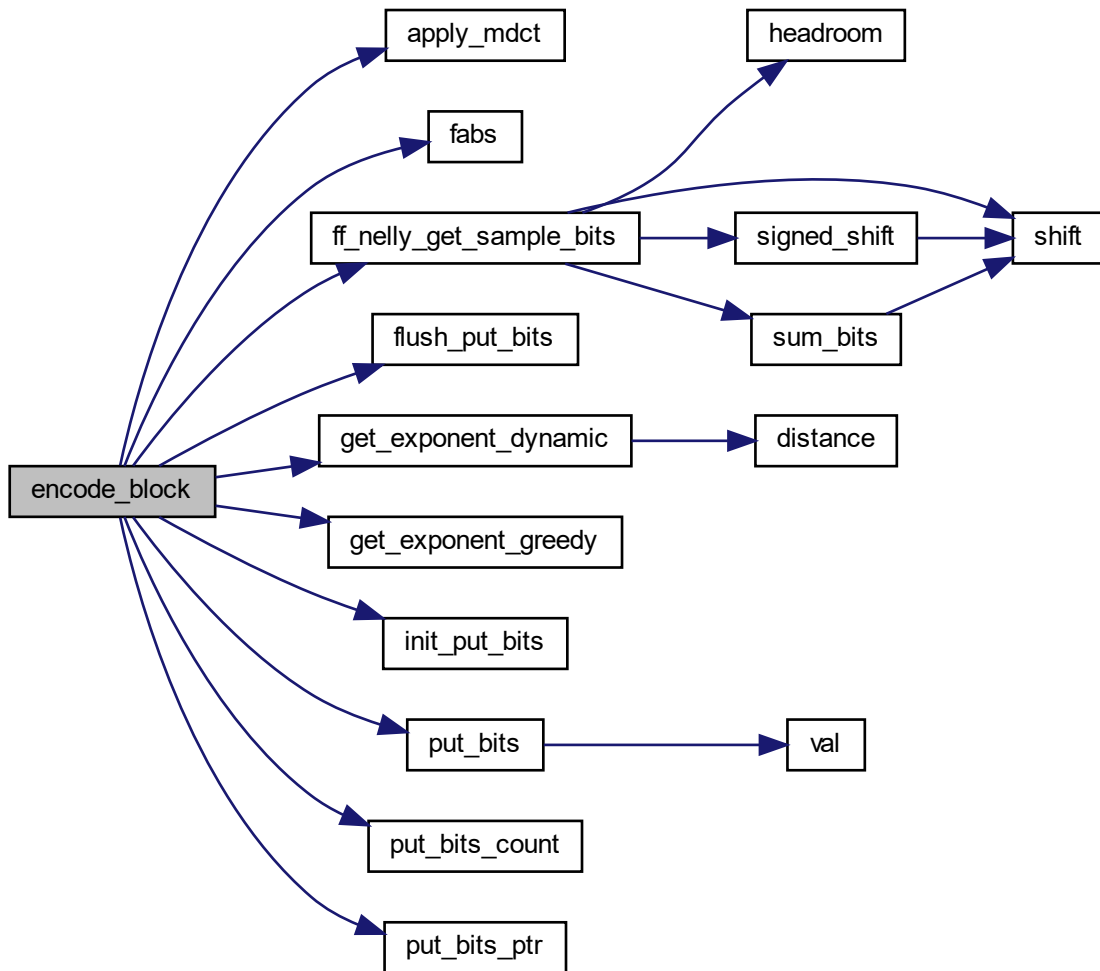 apply_mdct
headroom
fabs
ff_nelly_get_sample_bits
signed_shift
shift
flush_put_bits
sum_bits
get_exponent_dynamic
distance
encode_block
get_exponent_greedy
init_put_bits
put_bits
val
put_bits_count
put_bits_ptr